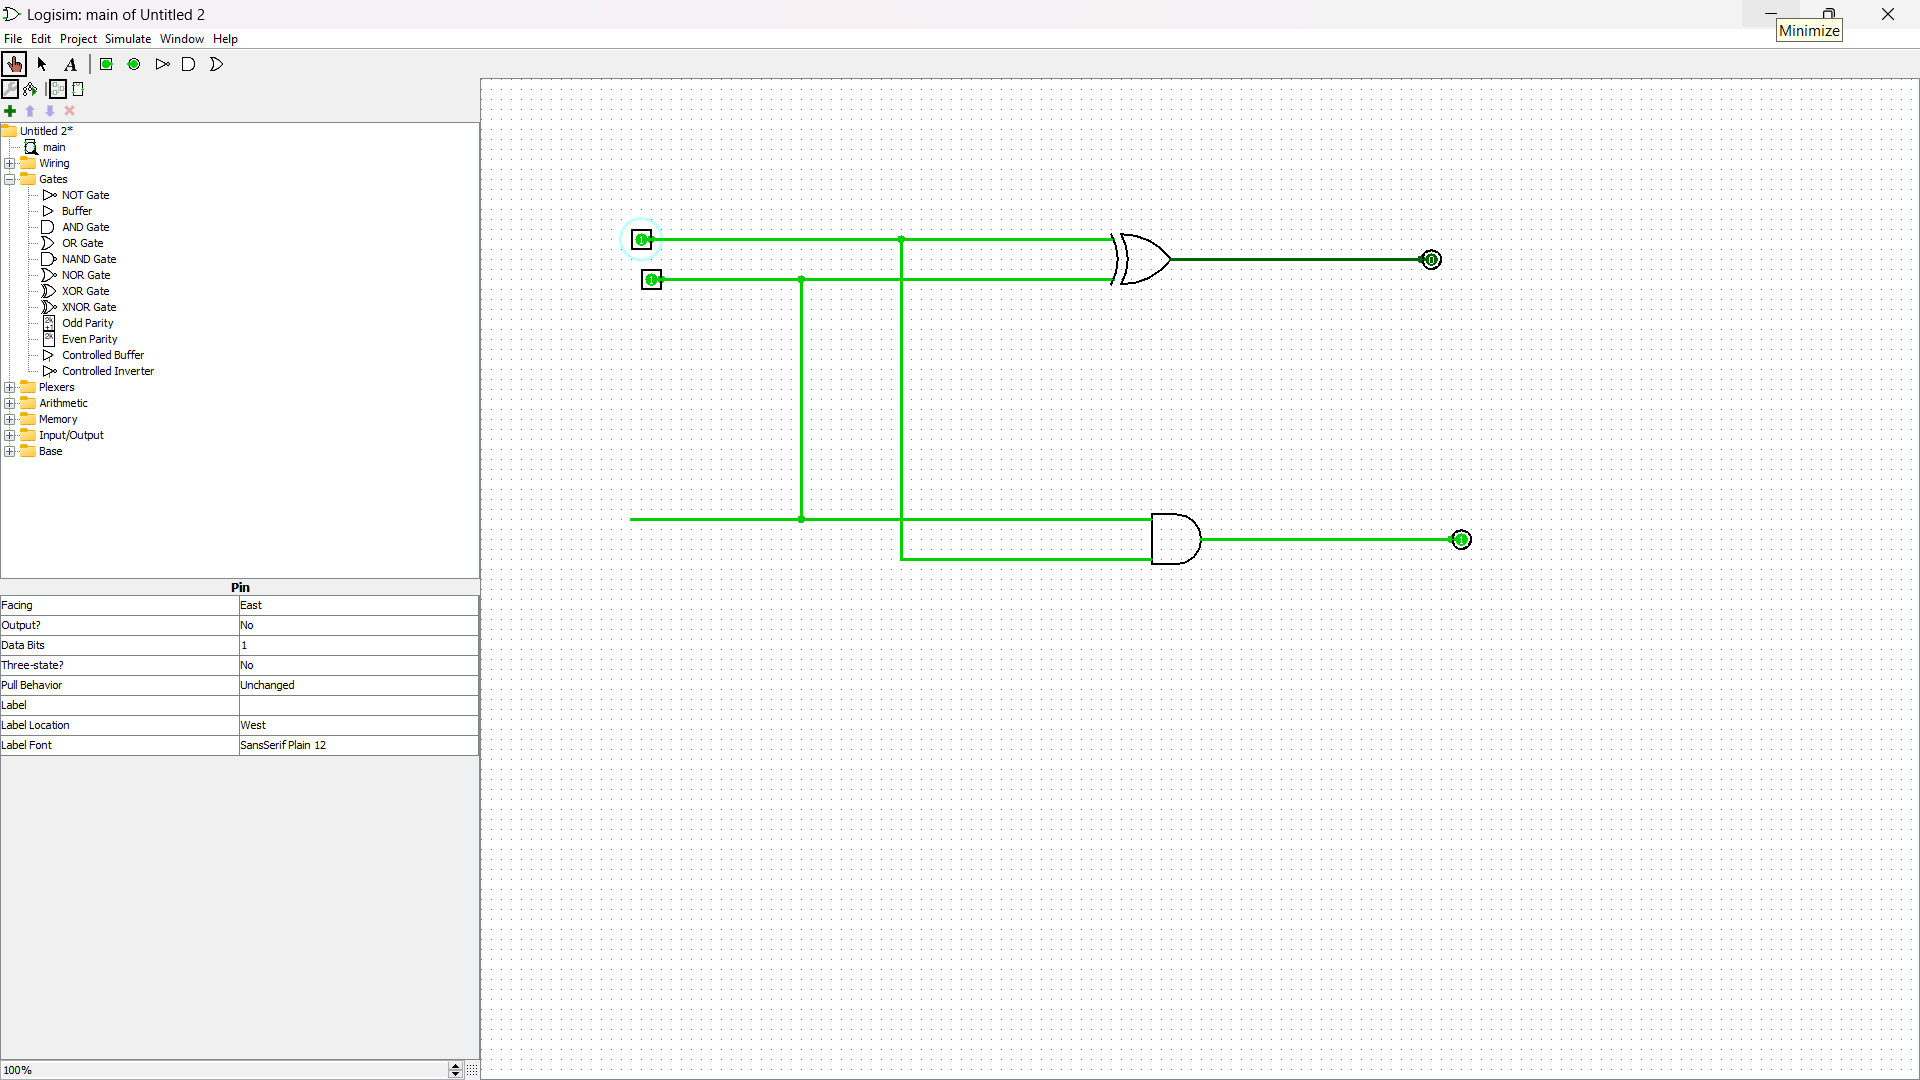 Logisim: main of Untitled 2
Minimize
File Edit Project Simulate Window Help
A
Untitled 2*
main
Wiring
Gates
NOT Gate
Buffer
AND Gate
OR Gate
NAND Gate
NOR Gate
XOR Gate
XNOR Gate
2k+1 Odd Parity
2k Even Parity
Controlled Buffer
Controlled Inverter
Plexers
Arithmetic
Memory
Input/Output
Base
Pin
Facing East
Output? No
Data Bits 1
Three-state? No
Pull Behavior Unchanged
Label
Label Location West
Label Font SansSerif Plain 12
100%
1
1
0
1